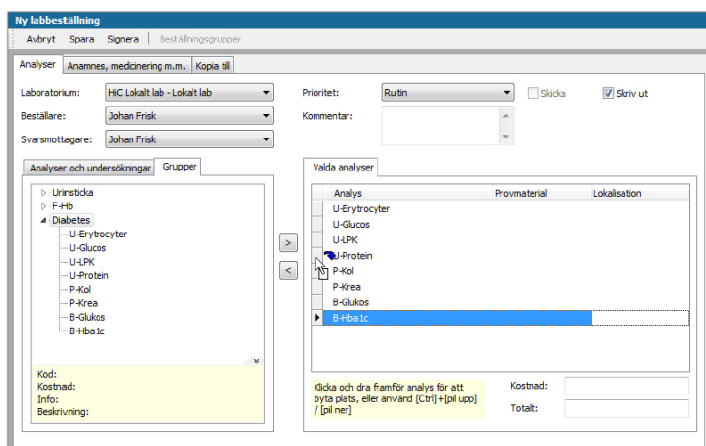 Ny labbeställning
Avbryt Spara Signera Beställningsgrupper
Analyser Anamnes, medicinering m.m. Kopia till
Laboratorium: HiC Lokalt lab - Lokalt lab Prioritet: Rutin Skicka Skriv ut
Beställare: Johan Frisk Kommentar:
Svarsmottagare: Johan Frisk
Analyser och undersökningar Grupper
Urinsticka
F-Hb
Diabetes
U-Erytrocyter
U-Glucos
U-LPK
U-Protein
P-Kol
P-Krea
B-Glukos
B-Hba1c
Kod:
Kostnad:
Info:
Beskrivning:
>
<
Valda analyser
Analys Provmaterial Lokalisation
U-Erytrocyter
U-Glucos
U-LPK
U-Protein
P-Kol
P-Krea
B-Glukos
B-Hba1c
Klicka och dra framför analys för att
byta plats, eller använd [Ctrl]+[pil upp]
/ [pil ner]
Kostnad:
Totalt: